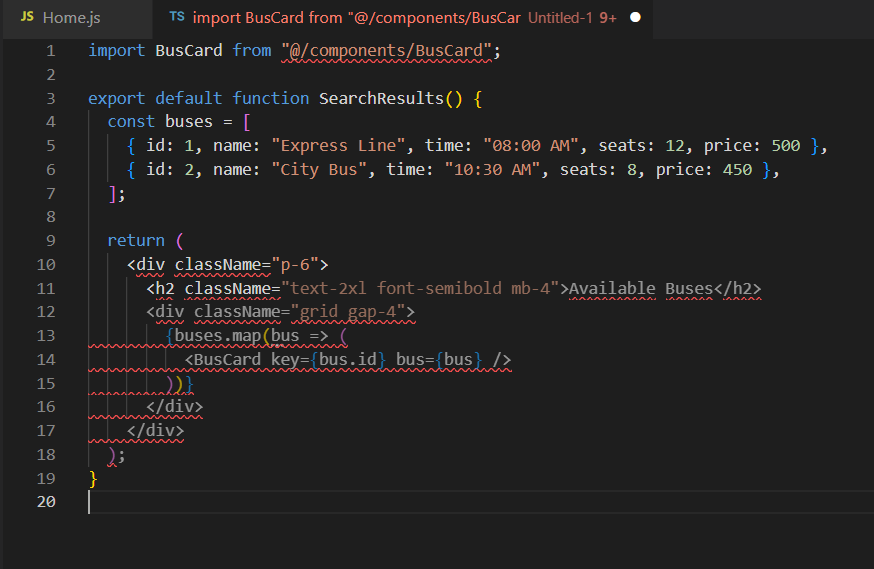 JS Home.js
TS import BusCard from "@/components/BusCar Untitled-1 9+
1 import BusCard from "@/components/BusCard";
2
3 export default function SearchResults() {
4   const buses = [
5     { id: 1, name: "Express Line", time: "08:00 AM", seats: 12, price: 500 },
6     { id: 2, name: "City Bus", time: "10:30 AM", seats: 8, price: 450 },
7   ];
8
9   return (
10     <div className="p-6">
11       <h2 className="text-2xl font-semibold mb-4">Available Buses</h2>
12       <div className="grid gap-4">
13         {buses.map(bus => (
14           <BusCard key={bus.id} bus={bus} />
15         ))}
16       </div>
17     </div>
18   );
19 }
20